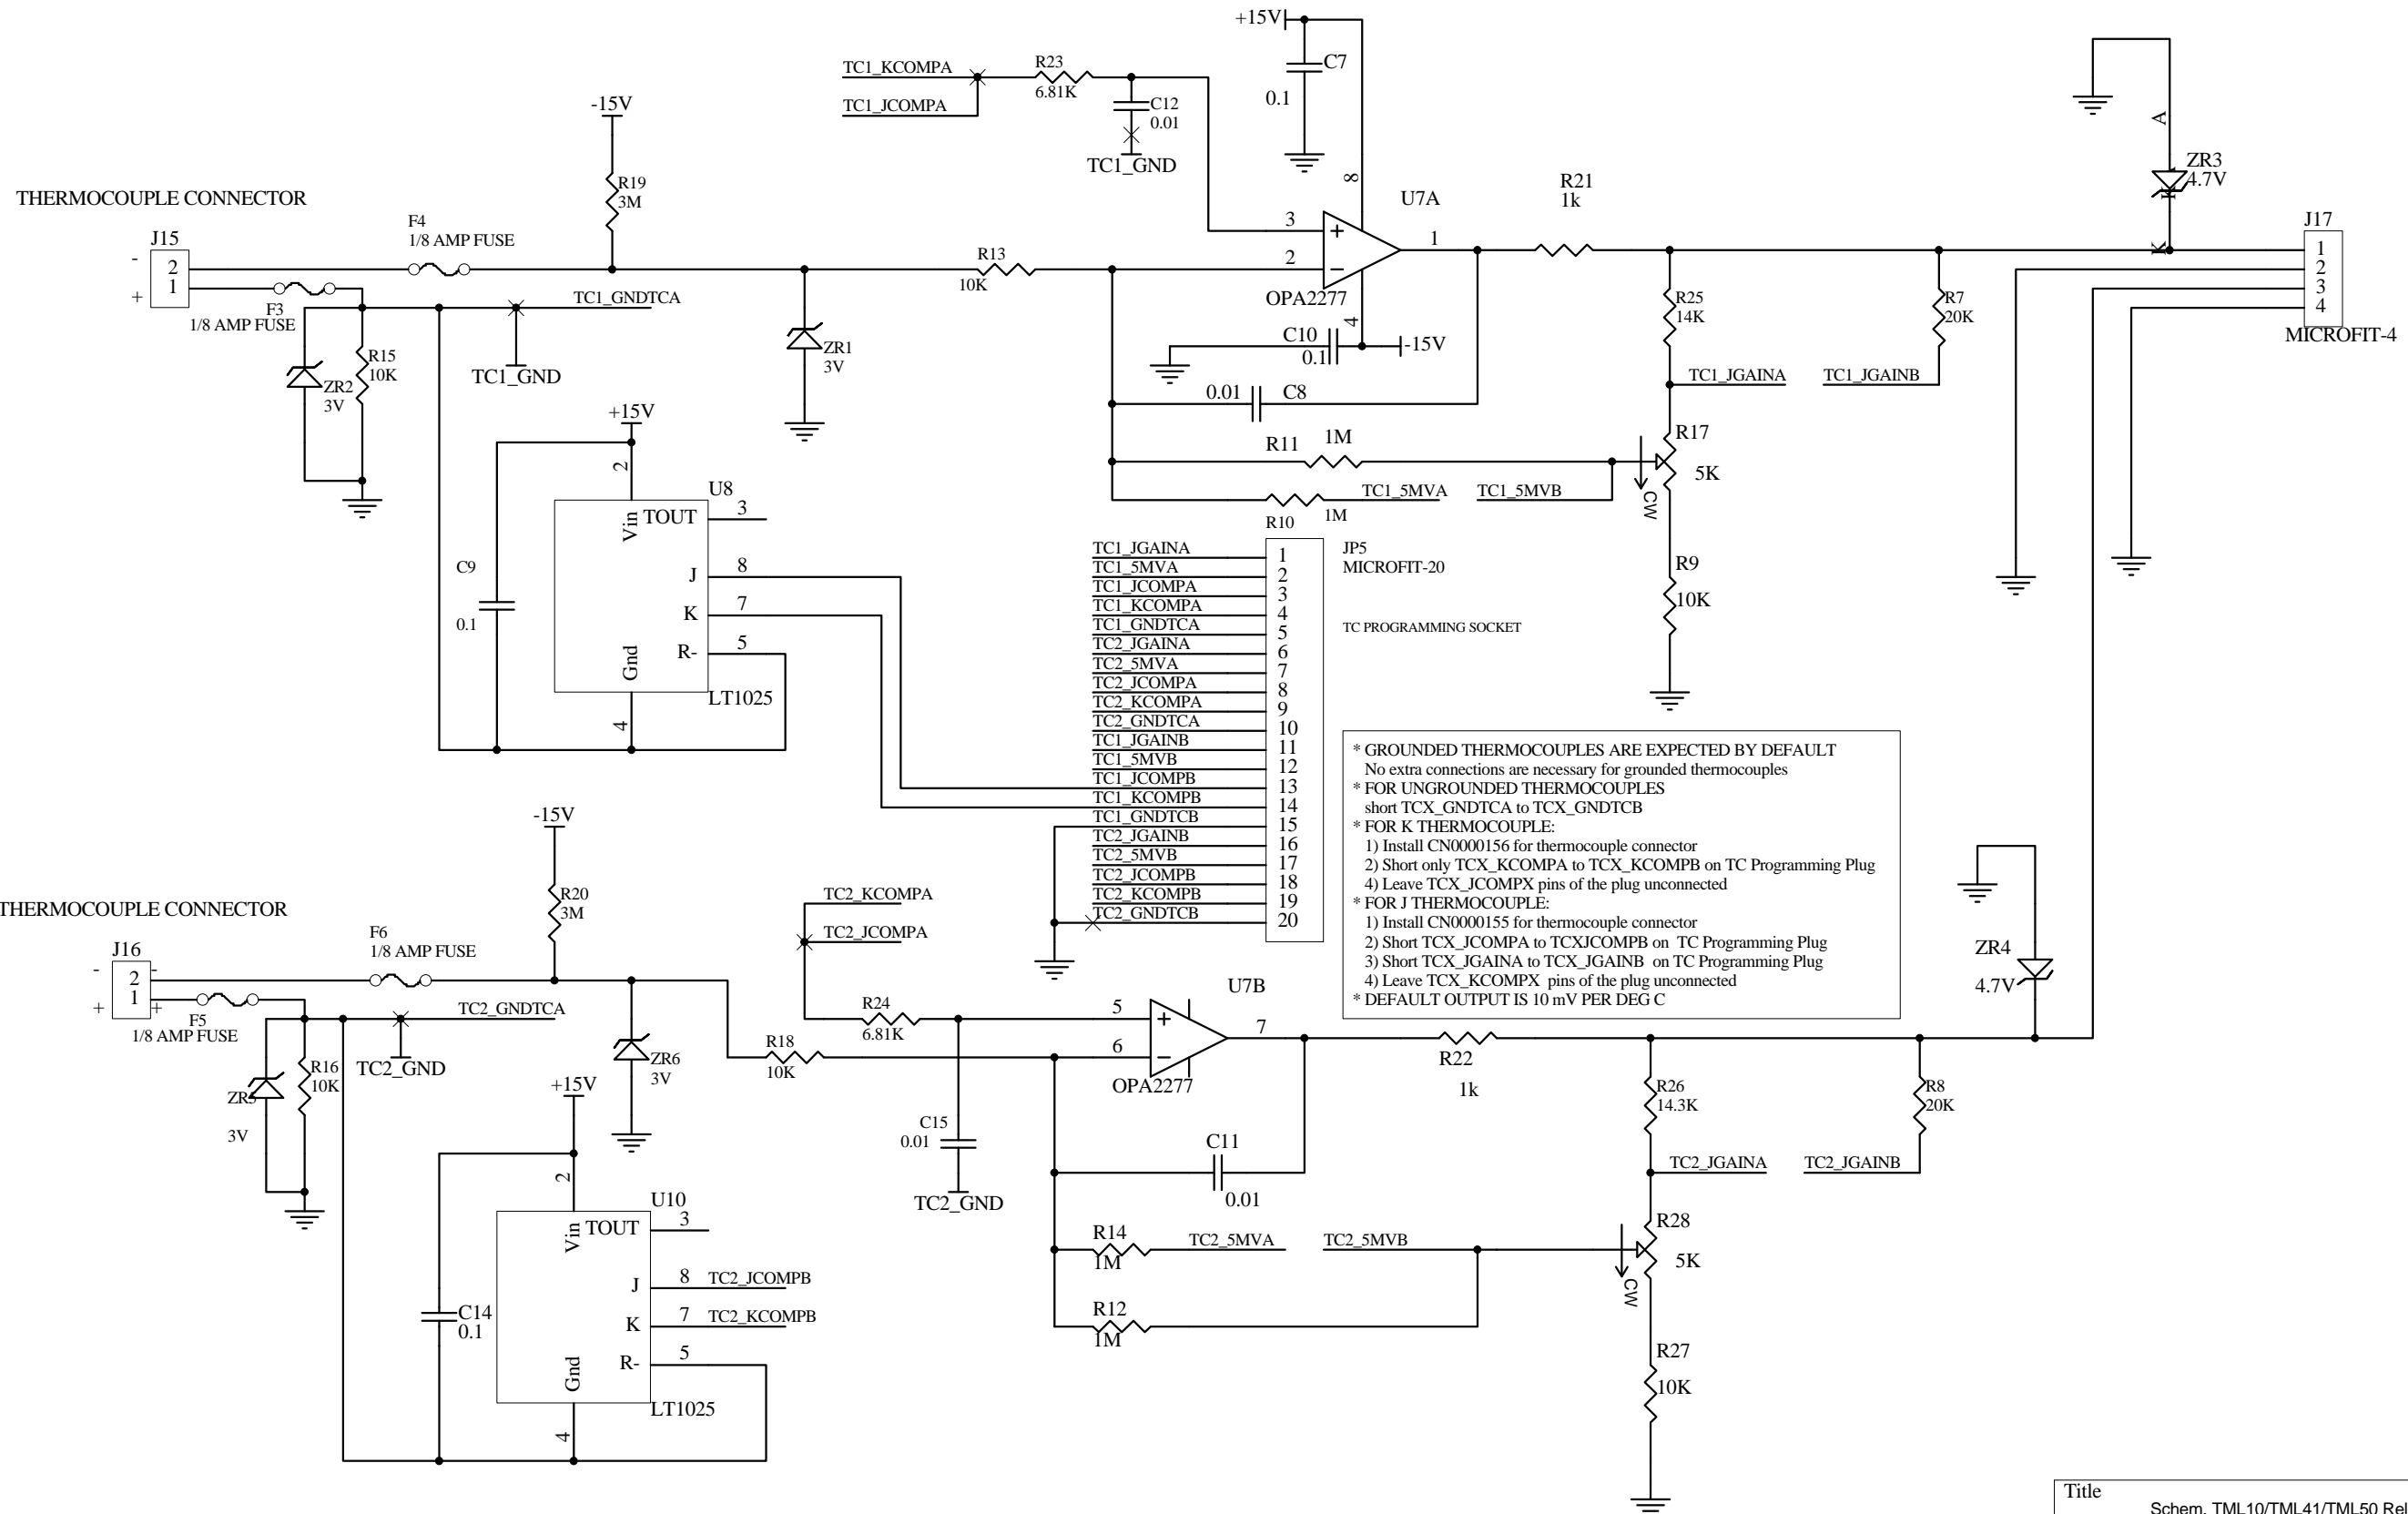 +15V
C7
0.1
TC1_KCOMPA
TC1_JCOMPA
R23
6.81K
C12
0.01
TC1_GND
-15V
R19
3M
THERMOCOUPLE CONNECTOR
J15
-
2
1
+
F4
1/8 AMP FUSE
F3
1/8 AMP FUSE
TC1_GNDTCA
TC1_GND
R15
10K
ZR2
3V
ZR1
3V
R13
10K
8
U7A
3
+
2
-
1
OPA2277
4
C10
0.1
-15V
0.01
C8
R11
1M
R10
1M
TC1_5MVA
TC1_5MVB
R21
1k
R25
14K
R7
20K
TC1_JGAINA
TC1_JGAINB
R17
5K
CW
R9
10K
A
K
ZR3
4.7V
J17
1
2
3
4
MICROFIT-4
+15V
C9
0.1
2
U8
Vin
TOUT
3
J
8
K
7
R-
5
Gnd
4
LT1025
JP5
MICROFIT-20
TC PROGRAMMING SOCKET
TC1_JGAINA 1
TC1_5MVA 2
TC1_JCOMPA 3
TC1_KCOMPA 4
TC1_GNDTCA 5
TC2_JGAINA 6
TC2_5MVA 7
TC2_JCOMPA 8
TC2_KCOMPA 9
TC2_GNDTCA 10
TC1_JGAINB 11
TC1_5MVB 12
TC1_JCOMPB 13
TC1_KCOMPB 14
TC1_GNDTCB 15
TC2_JGAINB 16
TC2_5MVB 17
TC2_JCOMPB 18
TC2_KCOMPB 19
TC2_GNDTCB 20
* GROUNDED THERMOCOUPLES ARE EXPECTED BY DEFAULT
No extra connections are necessary for grounded thermocouples
* FOR UNGROUNDED THERMOCOUPLES
short TCX_GNDTCA to TCX_GNDTCB
* FOR K THERMOCOUPLE:
1) Install CN0000156 for thermocouple connector
2) Short only TCX_KCOMPA to TCX_KCOMPB on TC Programming Plug
4) Leave TCX_JCOMPX pins of the plug unconnected
* FOR J THERMOCOUPLE:
1) Install CN0000155 for thermocouple connector
2) Short TCX_JCOMPA to TCXJCOMPB on TC Programming Plug
3) Short TCX_JGAINA to TCX_JGAINB on TC Programming Plug
4) Leave TCX_KCOMPX pins of the plug unconnected
* DEFAULT OUTPUT IS 10 mV PER DEG C
-15V
R20
3M
THERMOCOUPLE CONNECTOR
J16
-
2
-
1
+
+
F6
1/8 AMP FUSE
F5
1/8 AMP FUSE
TC2_GNDTCA
TC2_GND
R16
10K
3V
ZR6
3V
TC2_KCOMPA
TC2_JCOMPA
R24
6.81K
R18
10K
C15
0.01
TC2_GND
U7B
5
+
6
-
7
OPA2277
C11
0.01
R14
1M
TC2_5MVA
TC2_5MVB
R12
1M
R22
1k
R26
14.3K
R8
20K
TC2_JGAINA
TC2_JGAINB
R28
5K
CW
R27
10K
ZR4
4.7V
+15V
C14
0.1
2
U10
Vin
TOUT
3
J
8
TC2_JCOMPB
K
7
TC2_KCOMPB
R-
5
Gnd
4
LT1025
Title
Schem, TML10/TML41/TML50 Rel